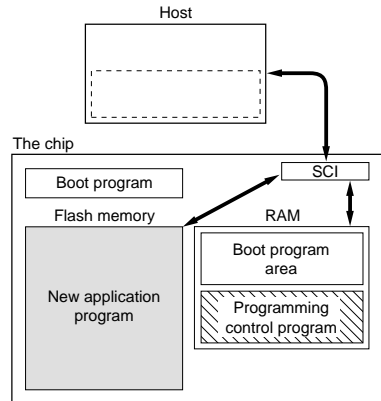 Host
The chip
SCI
Boot program
Flash memory
RAM
Boot program
area
New application
program
Programming
control program